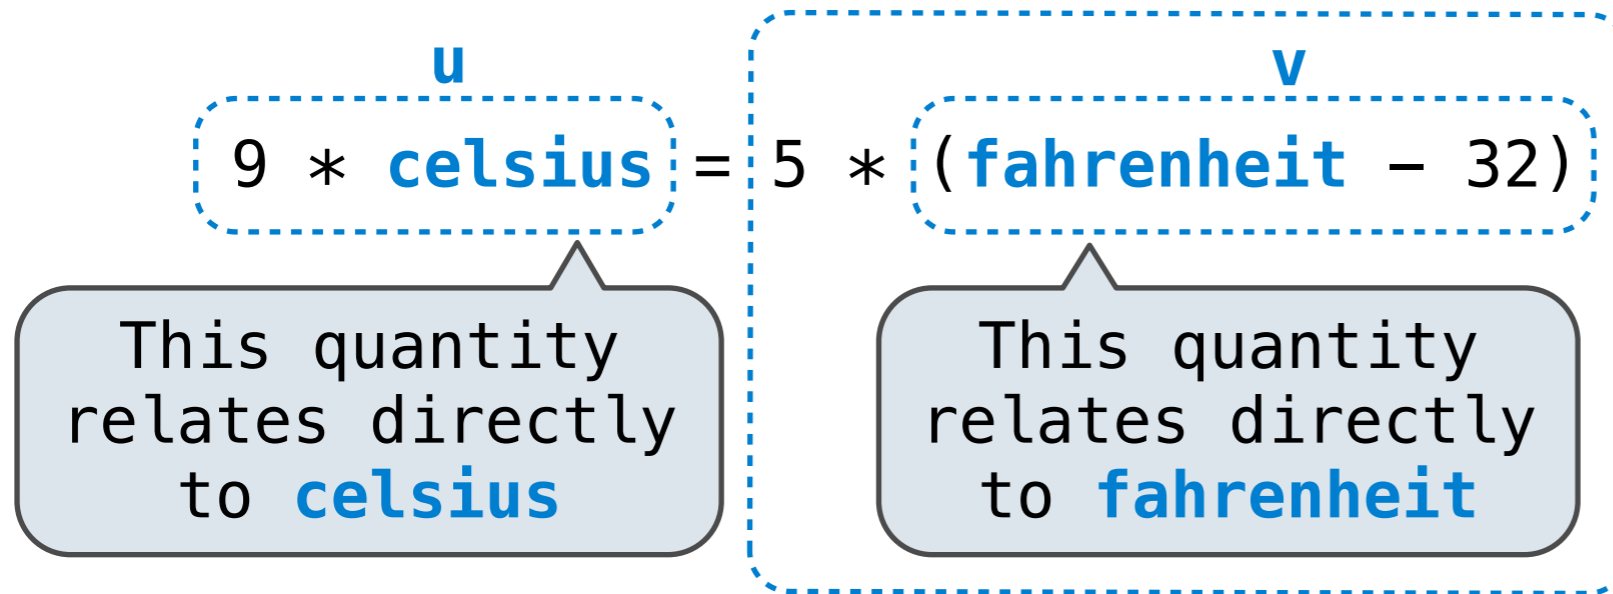 u
v
9 * celsius = 5 * (fahrenheit − 32)
This quantity
relates directly
to celsius
This quantity
relates directly
to fahrenheit